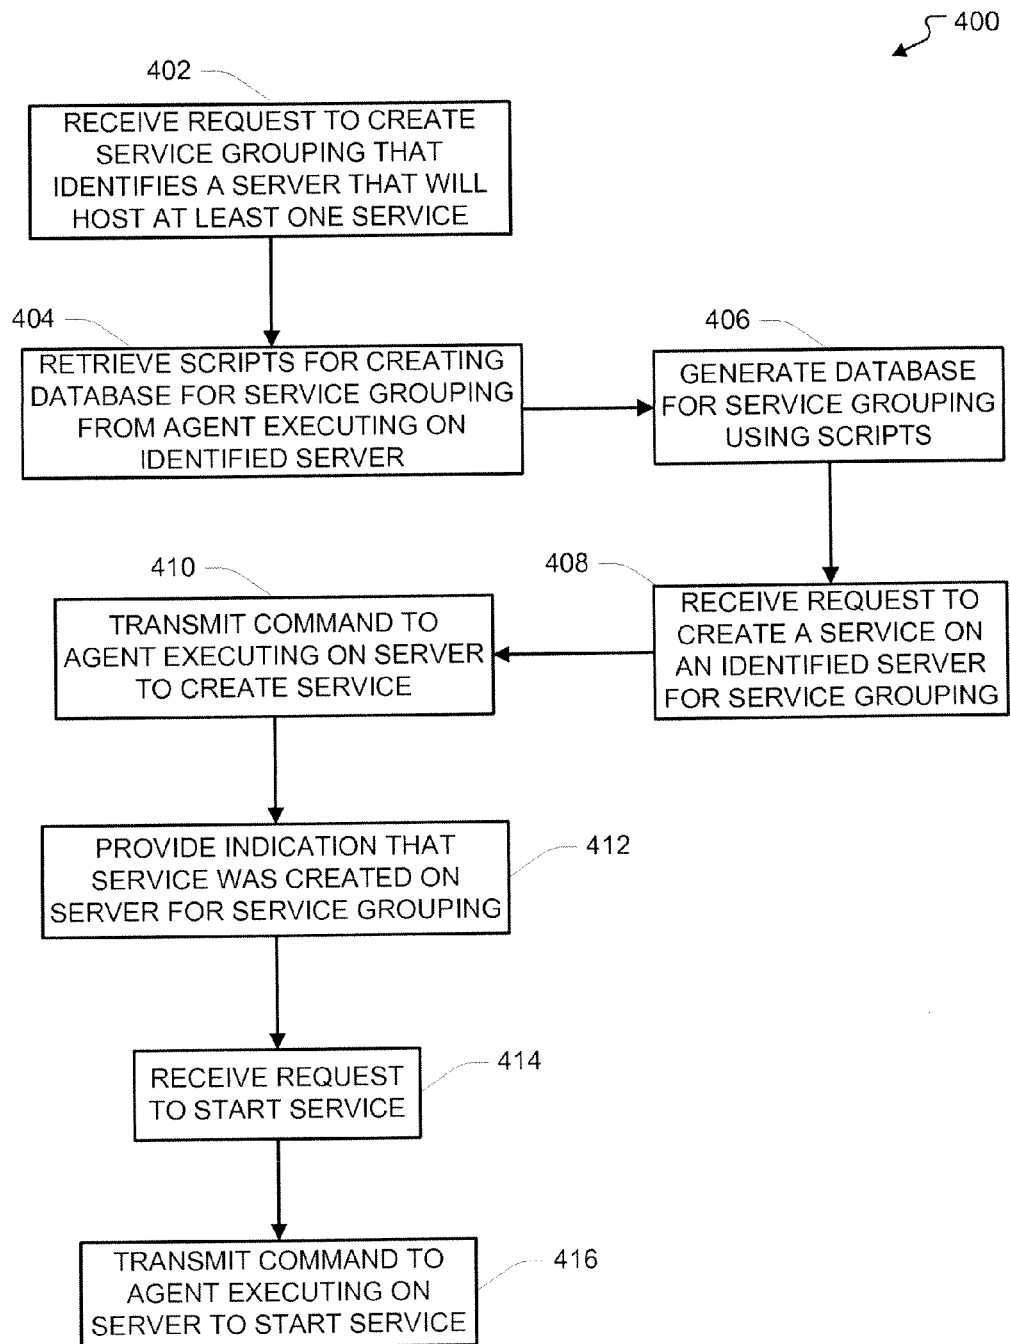 400
402
RECEIVE REQUEST TO CREATE
SERVICE GROUPING THAT
IDENTIFIES A SERVER THAT WILL
HOST AT LEAST ONE SERVICE
404
RETRIEVE SCRIPTS FOR CREATING
DATABASE FOR SERVICE GROUPING
FROM AGENT EXECUTING ON
IDENTIFIED SERVER
406
GENERATE DATABASE
FOR SERVICE GROUPING
USING SCRIPTS
408
RECEIVE REQUEST TO
CREATE A SERVICE ON
AN IDENTIFIED SERVER
FOR SERVICE GROUPING
410
TRANSMIT COMMAND TO
AGENT EXECUTING ON SERVER
TO CREATE SERVICE
412
PROVIDE INDICATION THAT
SERVICE WAS CREATED ON
SERVER FOR SERVICE GROUPING
414
RECEIVE REQUEST
TO START SERVICE
416
TRANSMIT COMMAND TO
AGENT EXECUTING ON
SERVER TO START SERVICE